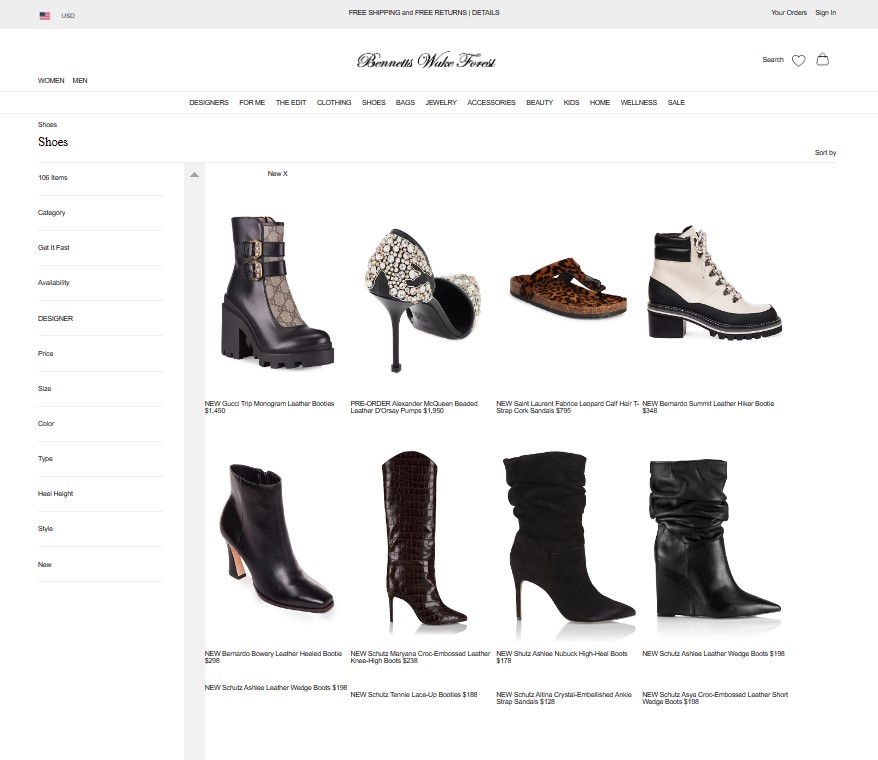 USD
FREE SHIPPING and FREE RETURNS | DETAILS
Your Orders Sign In
Bennetts Wake Forest
Search
WOMEN MEN
DESIGNERS FOR ME THE EDIT CLOTHING SHOES BAGS JEWELRY ACCESSORIES BEAUTY KIDS HOME WELLNESS SALE
Shoes
Shoes
Sort by
106 Items
Category
Get It Fast
Availability
DESIGNER
Price
Size
Color
Type
Heel Height
Style
New
New X
NEW Gucci Trip Monogram Leather Booties
$1,450
PRE-ORDER Alexander McQueen Beaded
Leather D'Orsay Pumps $1,950
NEW Saint Laurent Fabrice Leopard Calf Hair T-
Strap Cork Sandals $795
NEW Bernardo Summit Leather Hiker Bootie
$348
NEW Bernardo Bowery Leather Heeled Bootie
$298
NEW Schutz Maryana Croc-Embossed Leather
Knee-High Boots $238
NEW Shutz Ashlee Nubuck High-Heel Boots
$178
NEW Schutz Ashlee Leather Wedge Boots $198
NEW Schutz Ashlee Leather Wedge Boots $198
NEW Schutz Tennie Lace-Up Booties $188
NEW Schutz Altina Crystal-Embellished Ankle
Strap Sandals $128
NEW Schutz Asya Croc-Embossed Leather Short
Wedge Boots $198